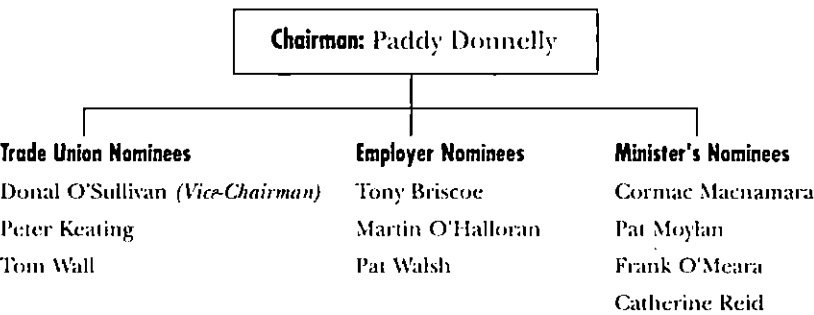 Chairman: Paddy Donnelly
Trade Union Nominees
Donal O'Sullivan (Vice-Chairman)
Peter Keating
Tom Wall
Employer Nominees
Tony Briscoe
Martin O'Halloran
Pat Walsh
Minister's Nominees
Cormac Macnamara
Pat Moylan
Frank O'Meara
Catherine Reid